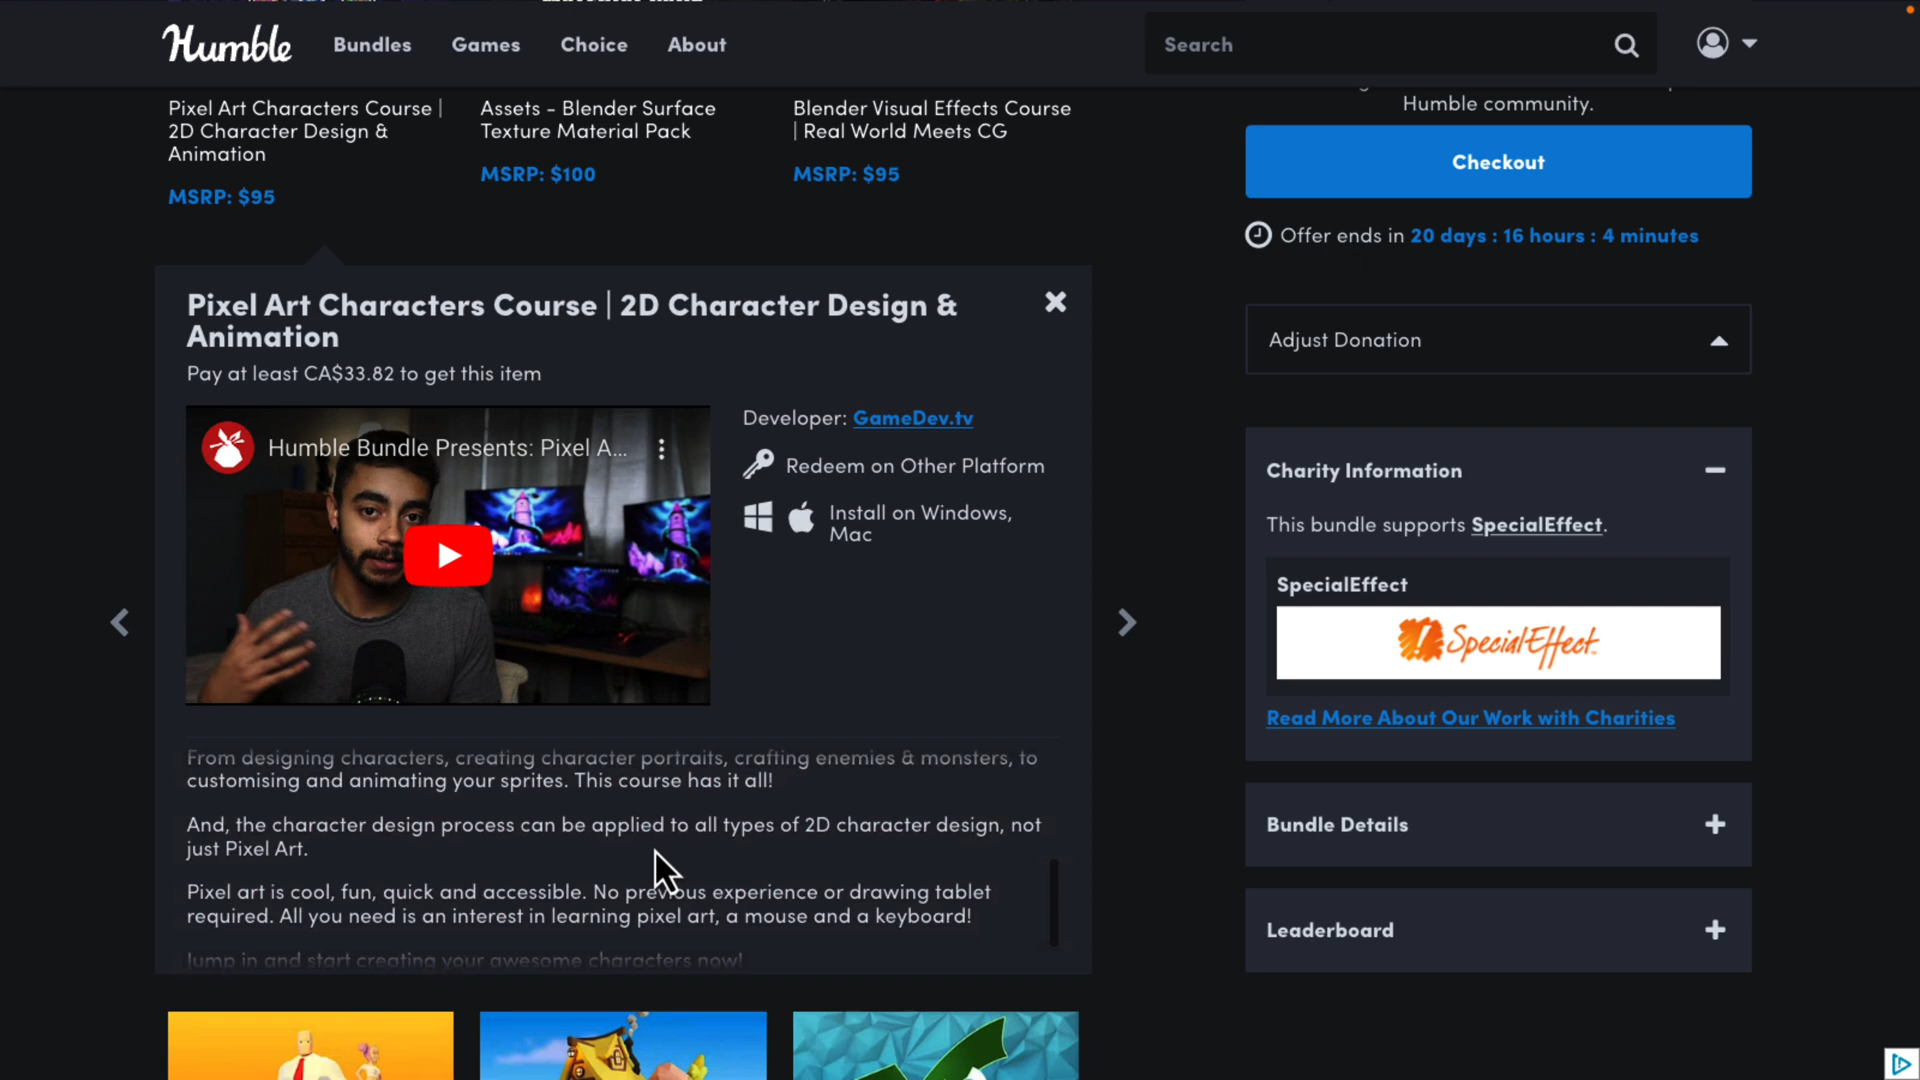 Humble
Bundles
Games
Choice
About
Search
Pixel Art Characters Course |
2D Character Design &
Animation
MSRP: $95
Assets - Blender Surface
Texture Material Pack
MSRP: $100
Blender Visual Effects Course
| Real World Meets CG
MSRP: $95
Humble community.
Checkout
Offer ends in 20 days : 16 hours : 4 minutes
Pixel Art Characters Course | 2D Character Design &
Animation
Pay at least CA$33.82 to get this item
Humble Bundle Presents: Pixel A...
Developer: GameDev.tv
Redeem on Other Platform
Install on Windows,
Mac
From designing characters, creating character portraits, crafting enemies & monsters, to
customising and animating your sprites. This course has it all!
And, the character design process can be applied to all types of 2D character design, not
just Pixel Art.
Pixel art is cool, fun, quick and accessible. No previous experience or drawing tablet
required. All you need is an interest in learning pixel art, a mouse and a keyboard!
Jump in and start creating your awesome characters now!
Adjust Donation
Charity Information
This bundle supports SpecialEffect.
SpecialEffect
SpecialEffect
Read More About Our Work with Charities
Bundle Details
Leaderboard